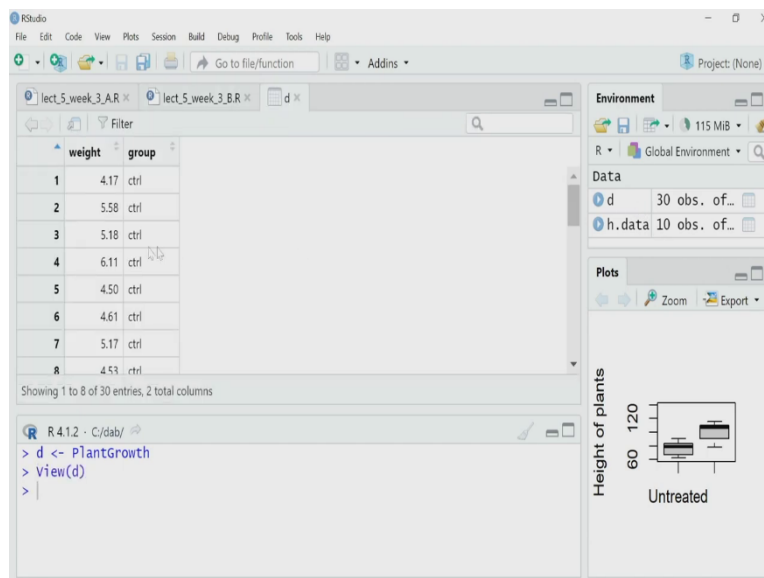 RStudio
File Edit Code View Plots Session Build Debug Profile Tools Help
Go to file/function Addins Project: (None)
lect_5_week_3_A.R lect_5_week_3_B.R d
Filter
weight group
1 4.17 ctrl
2 5.58 ctrl
3 5.18 ctrl
4 6.11 ctrl
5 4.50 ctrl
6 4.61 ctrl
7 5.17 ctrl
8 4.53 ctrl
Showing 1 to 8 of 30 entries, 2 total columns
R 4.1.2 · C:/dab/
> d <- PlantGrowth
> View(d)
>
Environment
115 MiB
R Global Environment
Data
d 30 obs. of…
h.data 10 obs. of…
Plots
Zoom Export
Height of plants
60 120
Untreated